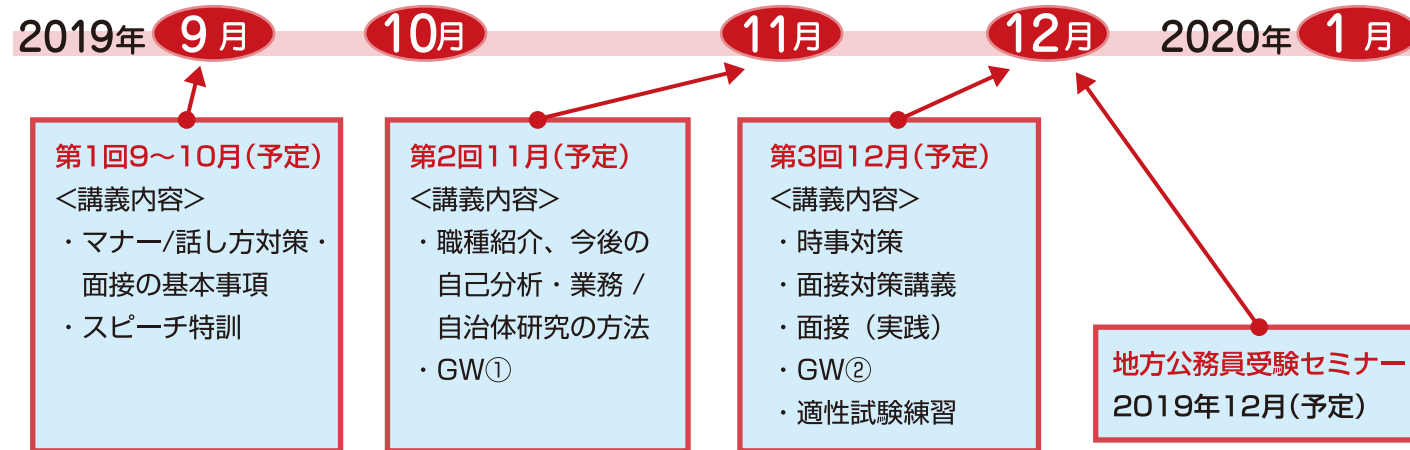 2019年 9月 10月 11月 12月 2020年 1月
第1回9～10月(予定)
＜講義内容＞
・マナー/話し方対策・
面接の基本事項
・スピーチ特訓
第2回11月(予定)
＜講義内容＞
・職種紹介、今後の
自己分析・業務 /
自治体研究の方法
・GW①
第3回12月(予定)
＜講義内容＞
・時事対策
・面接対策講義
・面接（実践）
・GW②
・適性試験練習
地方公務員受験セミナー
2019年12月(予定)